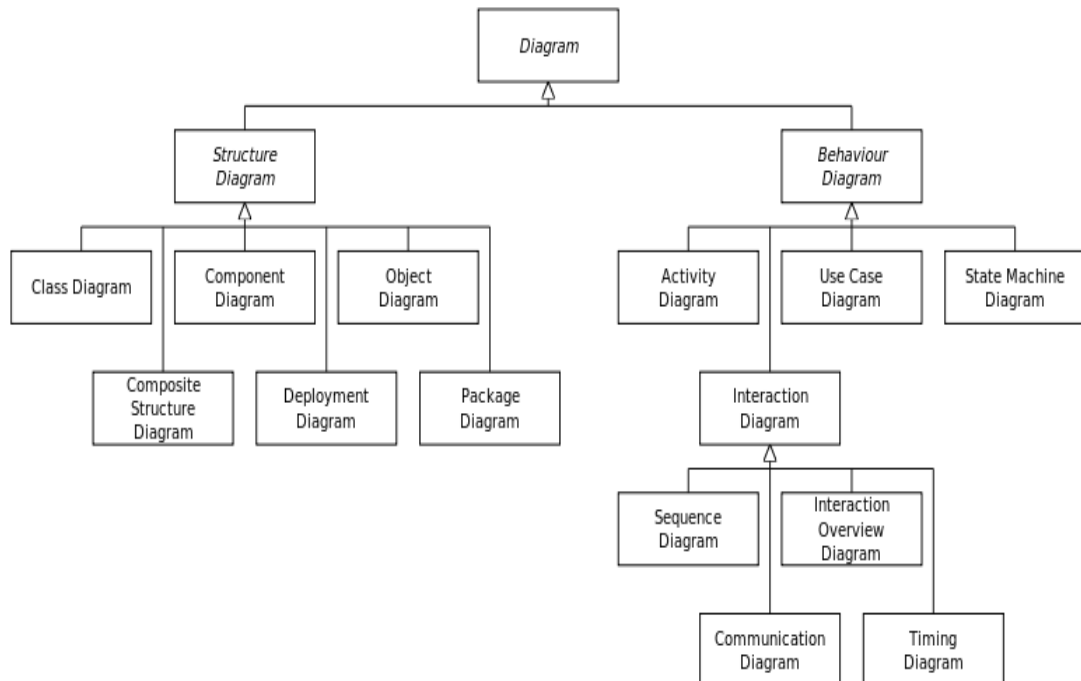 Diagram
Structure
Diagram
Behaviour
Diagram
Class Diagram
Component
Diagram
Object
Diagram
Activity
Diagram
Use Case
Diagram
State Machine
Diagram
Composite
Structure
Diagram
Deployment
Diagram
Package
Diagram
Interaction
Diagram
Sequence
Diagram
Interaction
Overview
Diagram
Communication
Diagram
Timing
Diagram